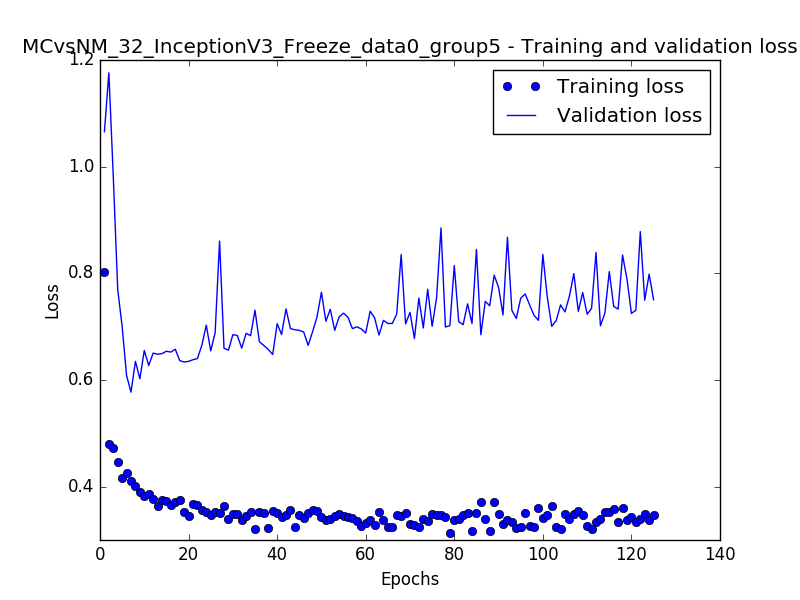 MCvsNM_32_InceptionV3_Freeze_data0_group5 - Training and validation loss
1.2
Training loss
Validation loss
1.0
0.8
Loss
0.6
0.4
0 20 40 60 80 100 120 140
Epochs